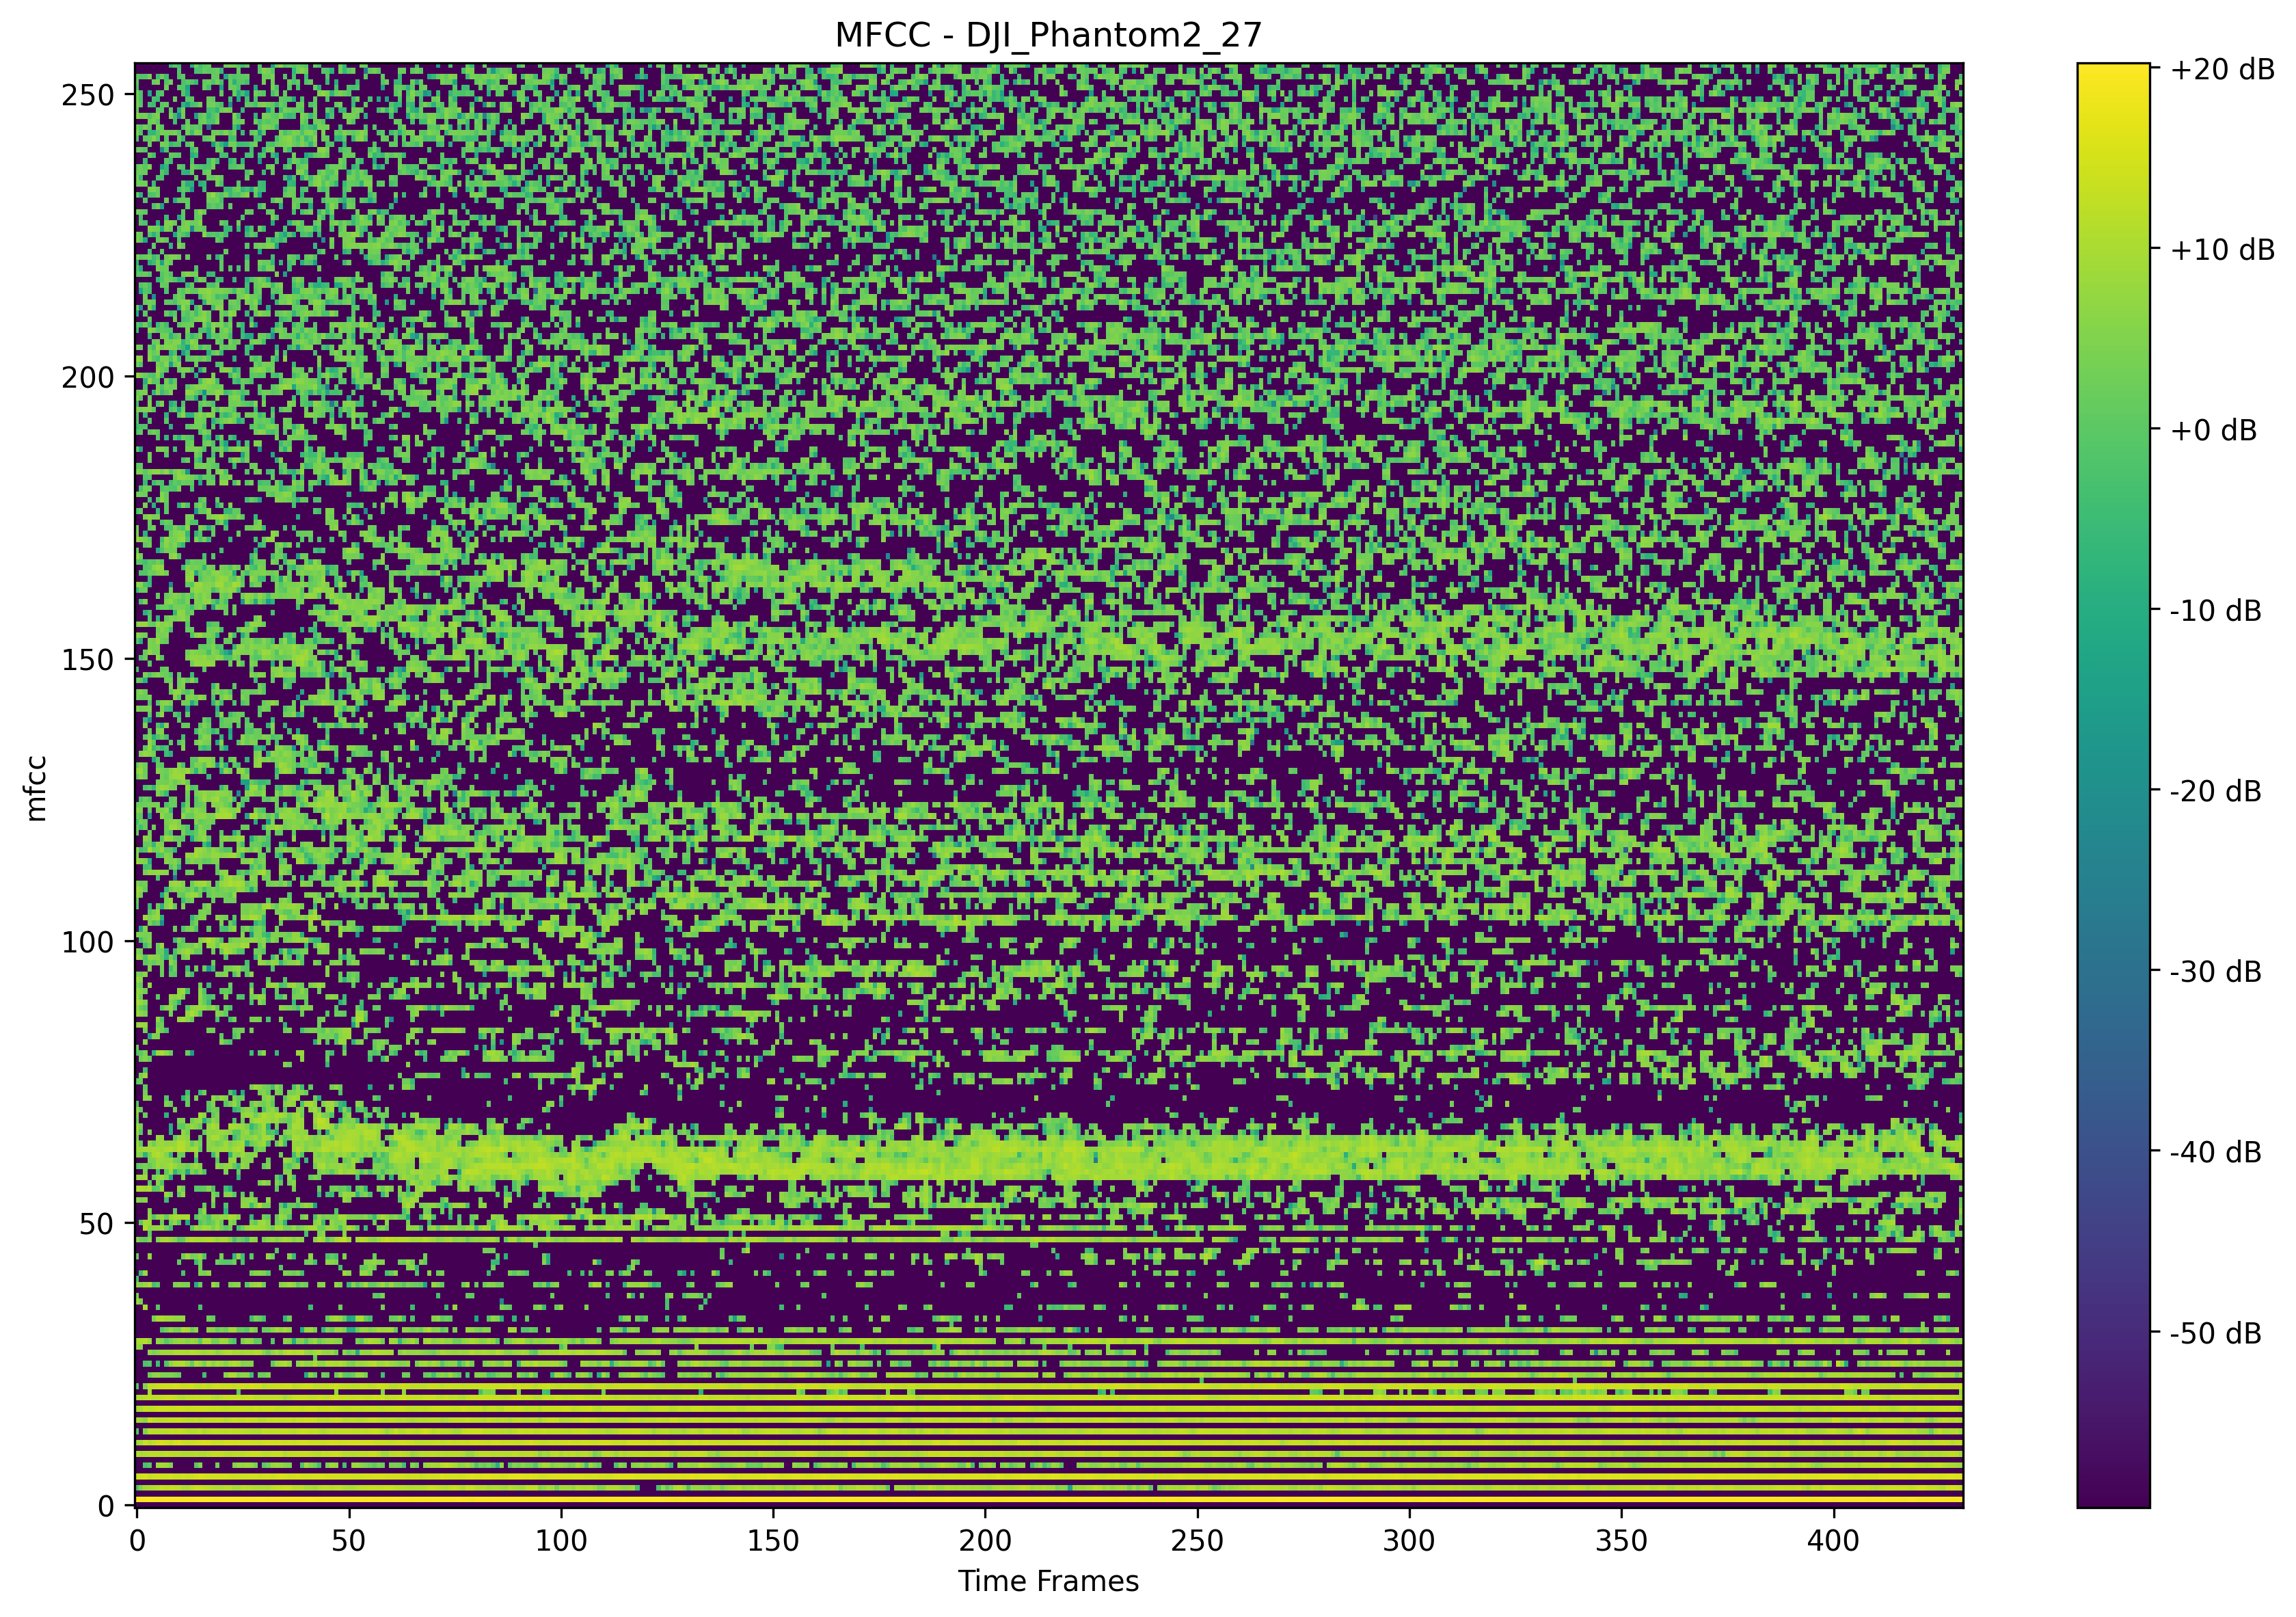 MFCC - DJI_Phantom2_27
250
200
150
100
50
0
mfcc
0 50 100 150 200 250 300 350 400
Time Frames
+20 dB
+10 dB
+0 dB
-10 dB
-20 dB
-30 dB
-40 dB
-50 dB